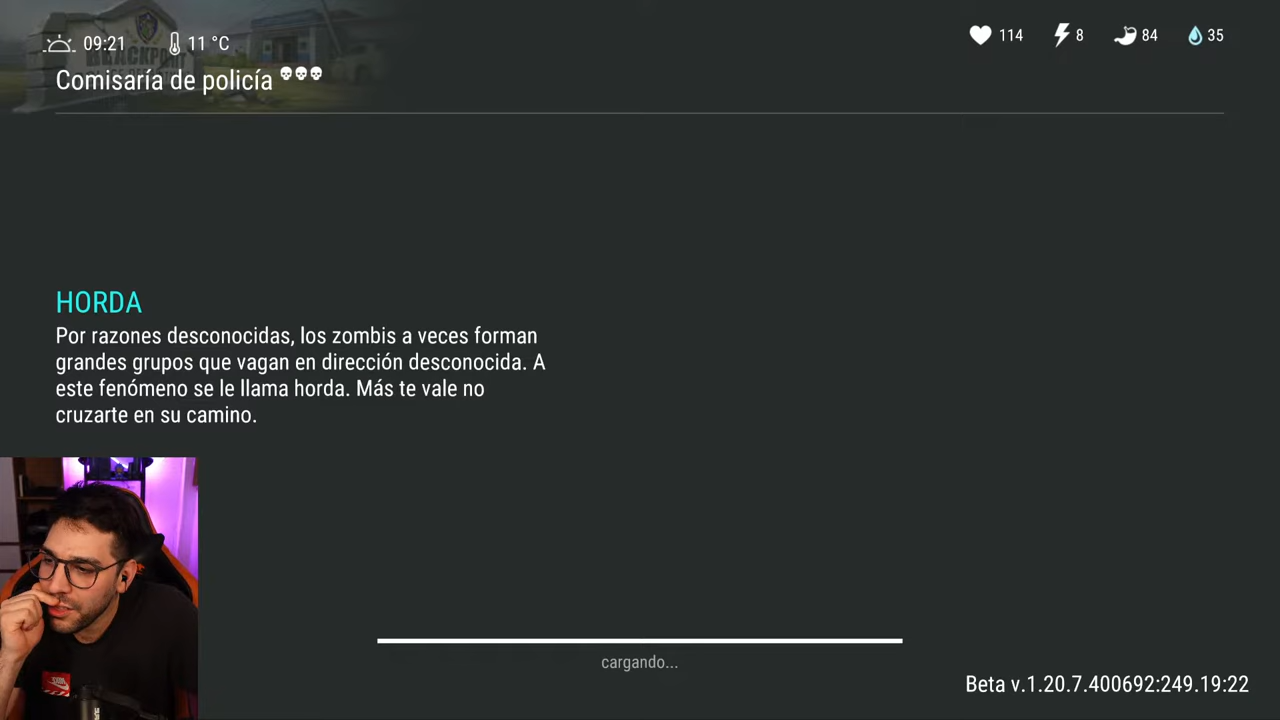 09:21 11 °C
114 8 84 35
BLACKPORT
Comisaría de policía
HORDA
Por razones desconocidas, los zombis a veces forman
grandes grupos que vagan en dirección desconocida. A
este fenómeno se le llama horda. Más te vale no
cruzarte en su camino.
cargando...
Beta v.1.20.7.400692:249.19:22